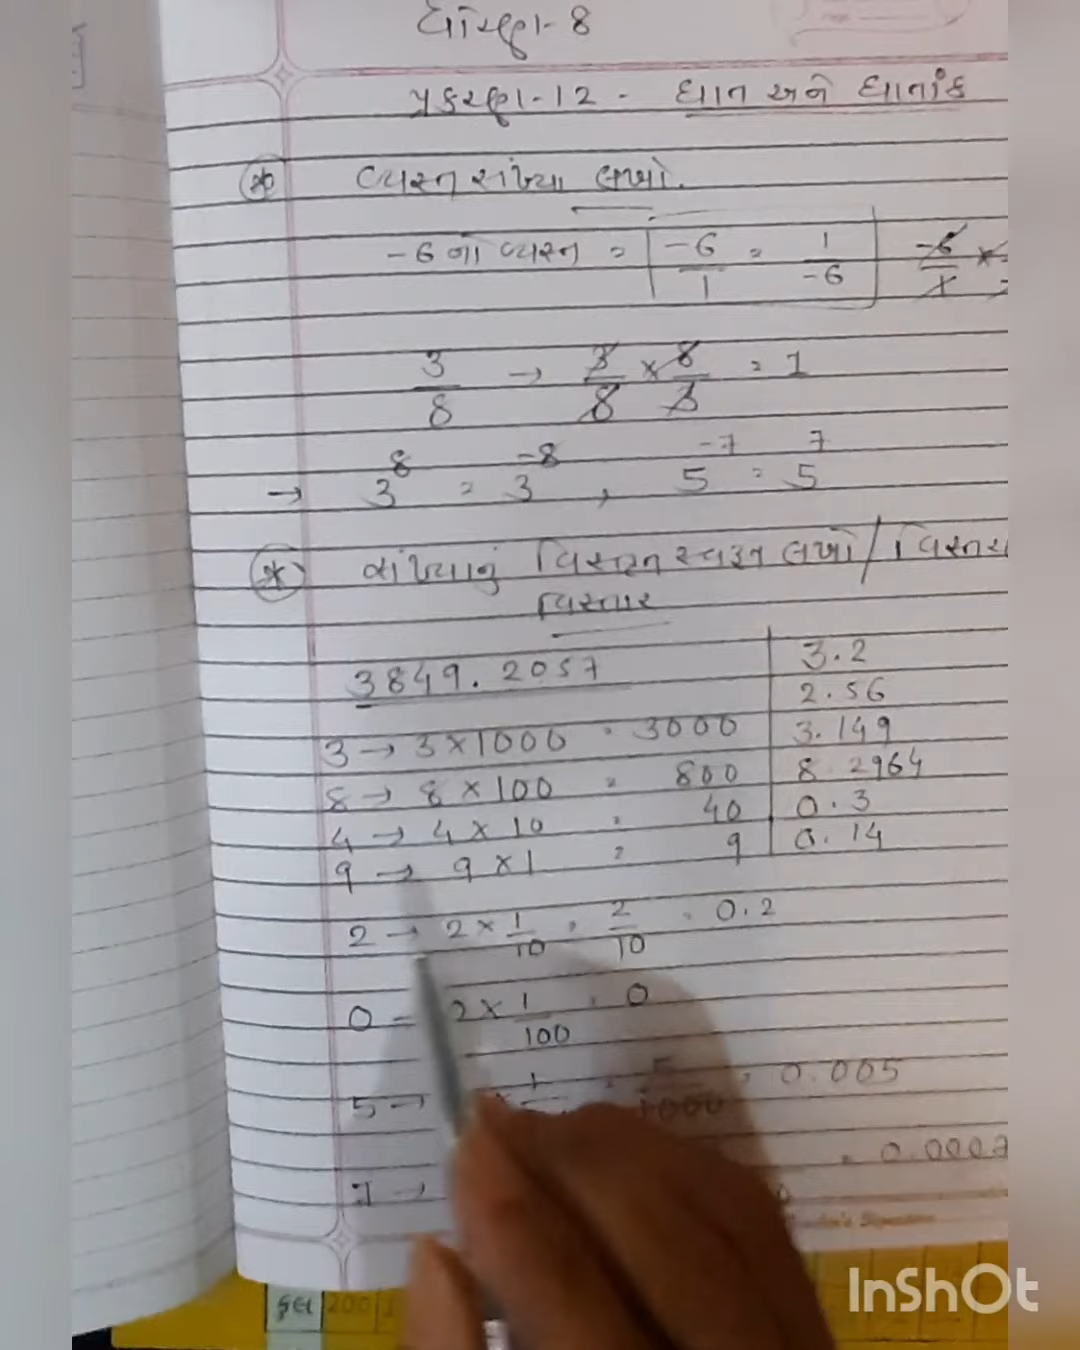 ધોરણ - 8
પ્રકરણ - 12 - ઘાત અને ઘાતાંક
* વ્યસ્ત સંખ્યા લખો.
-6 નો વ્યસ્ત = -6/1 = 1/-6 -6/1 ×
3/8 → 3/8 × 8/3 = 1
→ 3^8 = 3^-8 , 5^-7 = 5^7
* સંખ્યાનું વિસ્તૃત સ્વરૂપ લખો /
વિસ્તાર
3849.2057 3.2
2.56
3 → 3×1000 = 3000 3.149
8 → 8×100 = 800 8.2964
4 → 4×10 = 40 0.3
9 → 9×1 = 9 0.14
2 → 2×1/10 = 2/10 = 0.2
0 → 2×1/100 = 0
5 → = 0.005
7 → = 0.0007
કુલ 200
InShOt